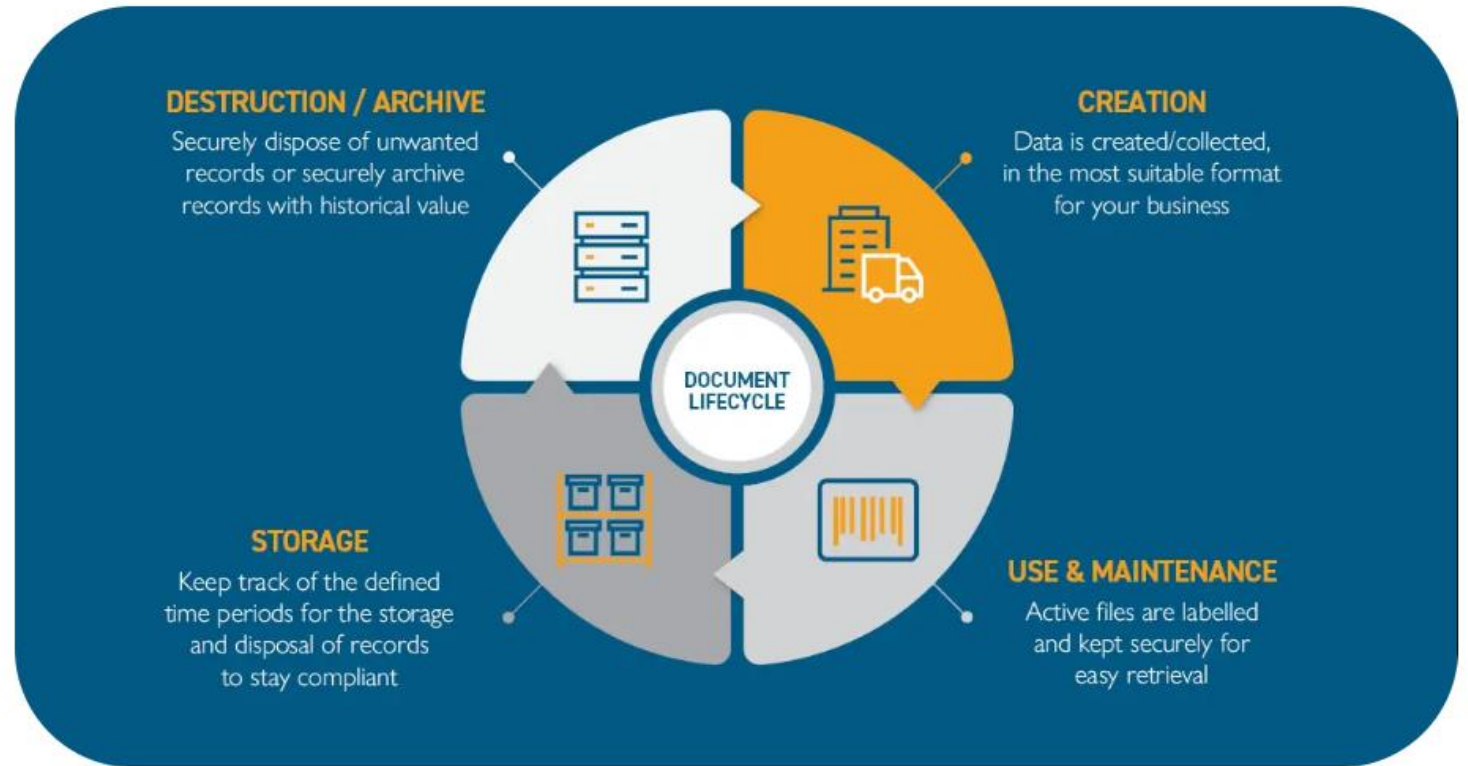 DESTRUCTION / ARCHIVE
Securely dispose of unwanted
records or securely archive
records with historical value
CREATION
Data is created/collected,
in the most suitable format
for your business
DOCUMENT
LIFECYCLE
STORAGE
Keep track of the defined
time periods for the storage
and disposal of records
to stay compliant
USE & MAINTENANCE
Active files are labelled
and kept securely for
easy retrieval